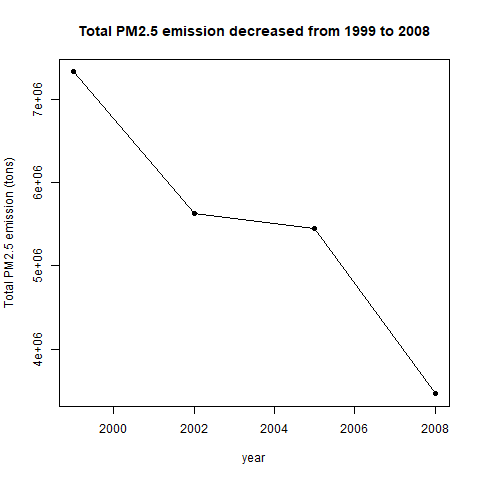 Total PM2.5 emission decreased from 1999 to 2008
Total PM2.5 emission (tons)
7e+06
6e+06
5e+06
4e+06
2000 2002 2004 2006 2008
year